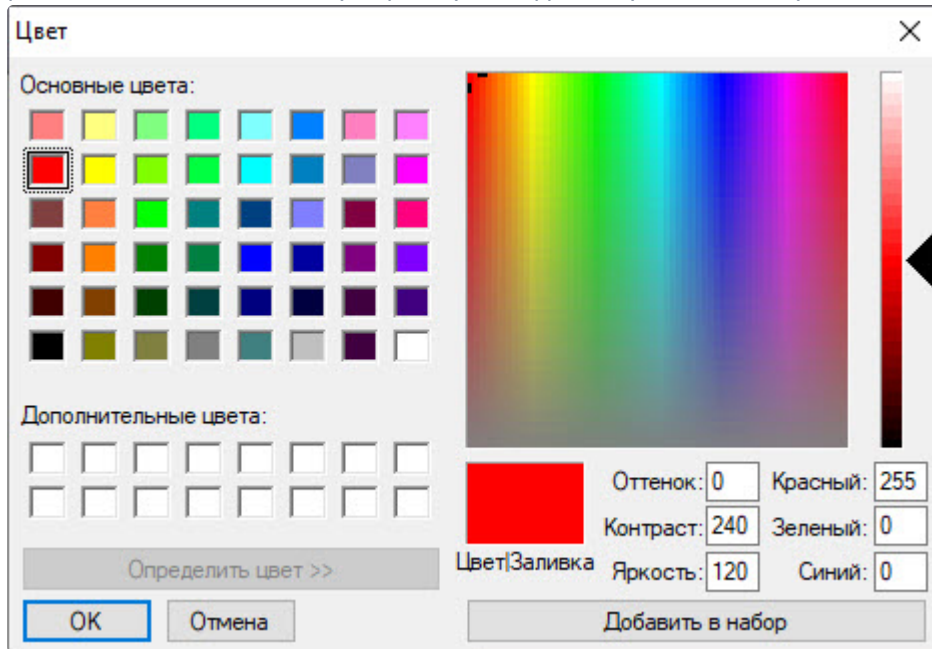 Цвет
Основные цвета:
Дополнительные цвета:
Определить цвет >>
OK
Отмена
Цвет|Заливка
Оттенок: 0
Контраст: 240
Яркость: 120
Красный: 255
Зеленый: 0
Синий: 0
Добавить в набор